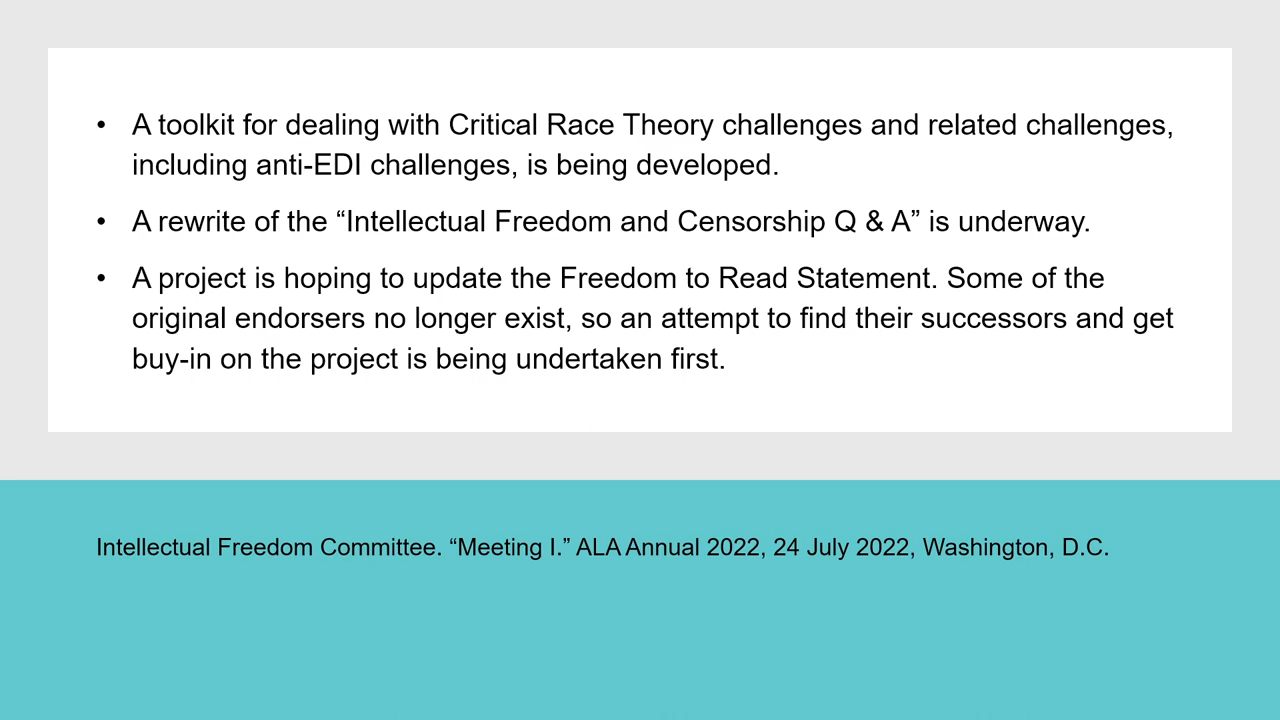 • A toolkit for dealing with Critical Race Theory challenges and related challenges,
including anti-EDI challenges, is being developed.
• A rewrite of the “Intellectual Freedom and Censorship Q & A” is underway.
• A project is hoping to update the Freedom to Read Statement. Some of the
original endorsers no longer exist, so an attempt to find their successors and get
buy-in on the project is being undertaken first.
Intellectual Freedom Committee. “Meeting I.” ALA Annual 2022, 24 July 2022, Washington, D.C.